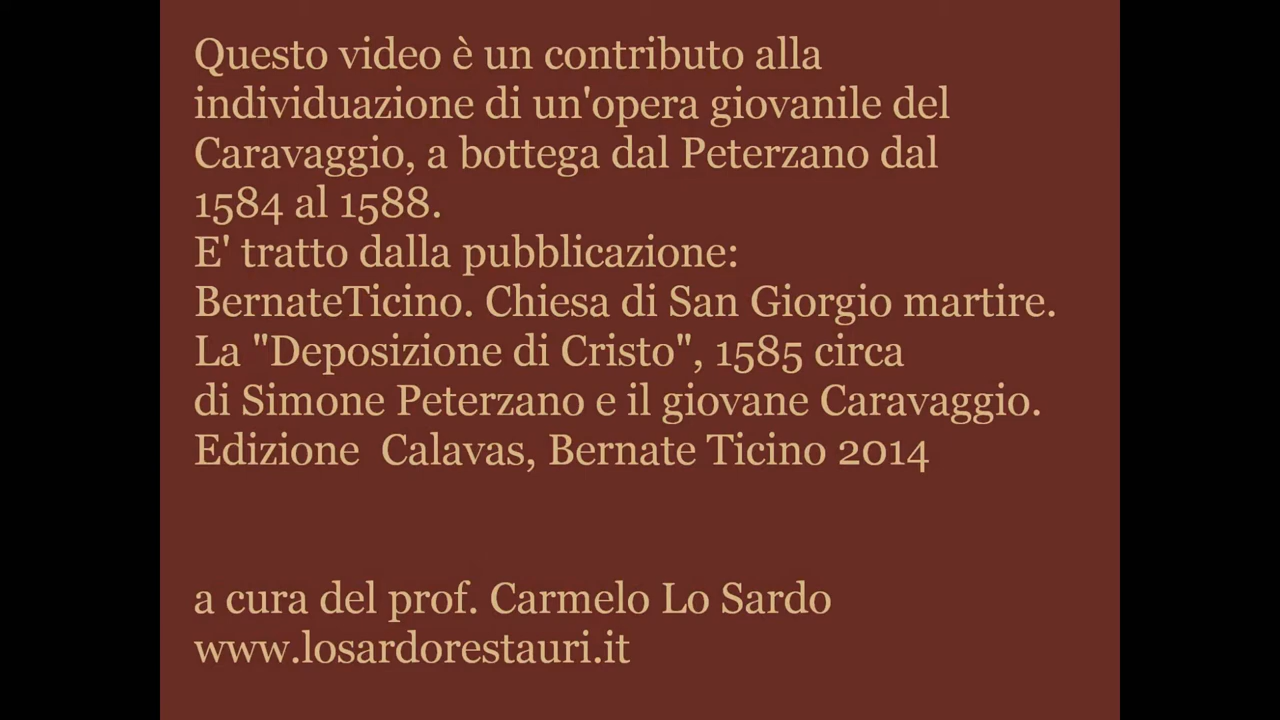 Questo video è un contributo alla
individuazione di un'opera giovanile del
Caravaggio, a bottega dal Peterzano dal
1584 al 1588.
E' tratto dalla pubblicazione:
BernateTicino. Chiesa di San Giorgio martire.
La "Deposizione di Cristo", 1585 circa
di Simone Peterzano e il giovane Caravaggio.
Edizione  Calavas, Bernate Ticino 2014
a cura del prof. Carmelo Lo Sardo
www.losardorestauri.it